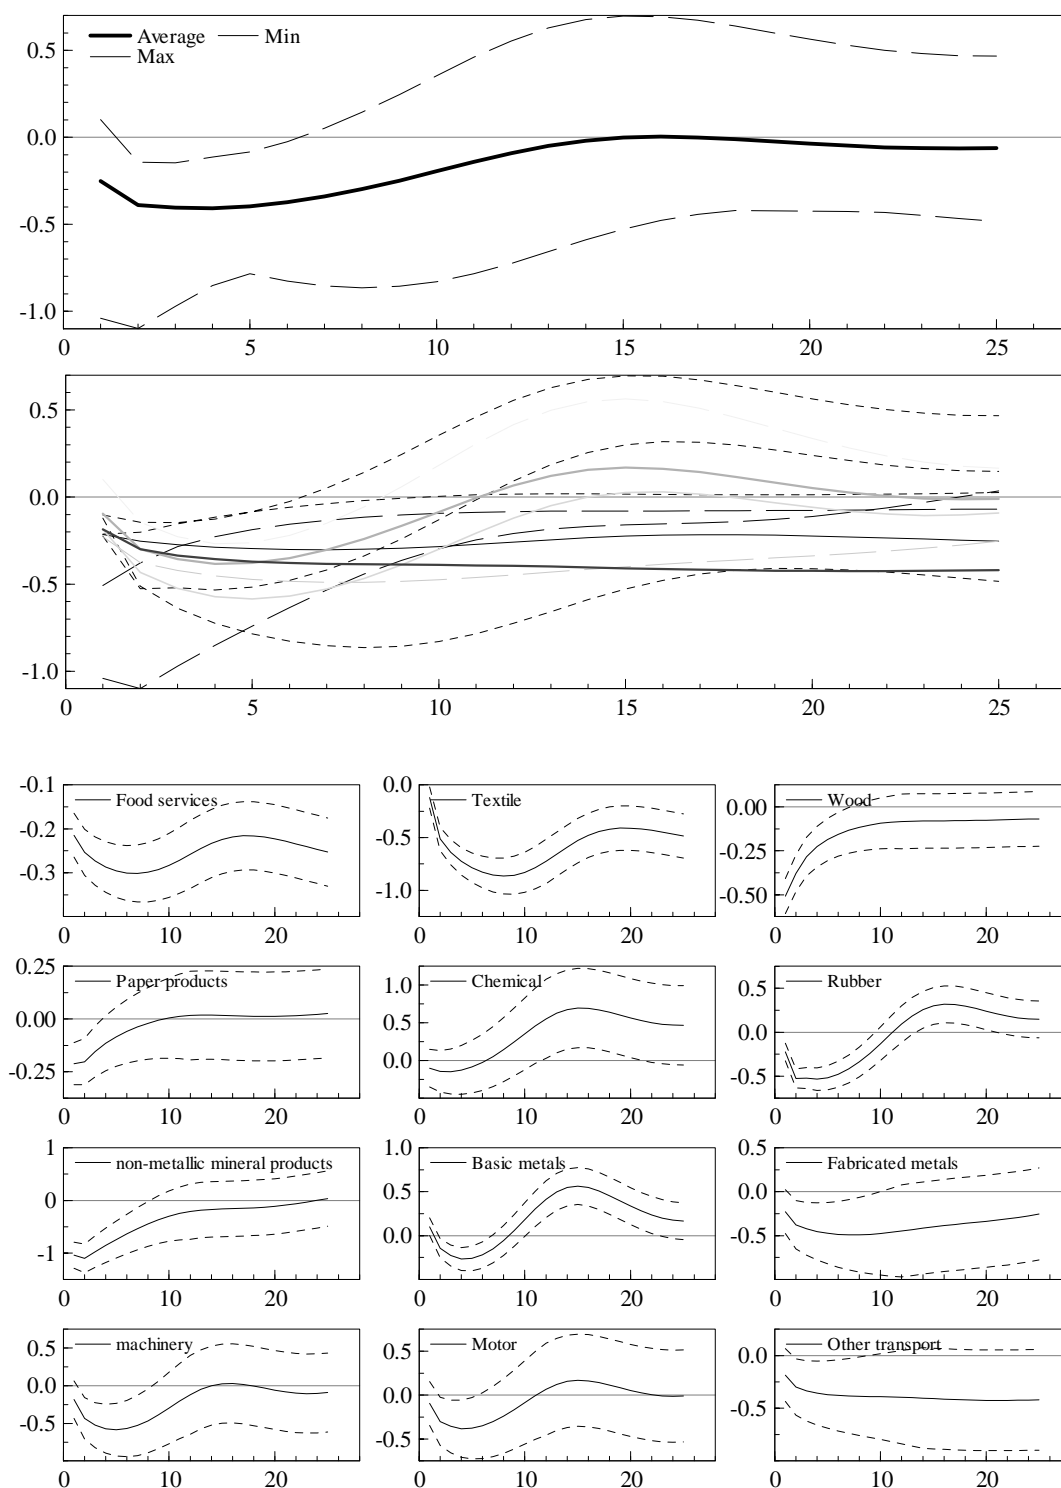 Average Min
Max
0.5
0.0
-0.5
-1.0
0 5 10 15 20 25
0.5
0.0
-0.5
-1.0
0 5 10 15 20 25
Food services
-0.1
-0.2
-0.3
0 10 20
Textile
0.0
-0.5
-1.0
0 10 20
Wood
0.00
-0.25
-0.50
0 10 20
Paper products
0.25
0.00
-0.25
0 10 20
Chemical
1.0
0.5
0.0
0 10 20
Rubber
0.5
0.0
-0.5
0 10 20
non-metallic mineral products
1
0
-1
0 10 20
Basic metals
1.0
0.5
0.0
0 10 20
Fabricated metals
0.5
0.0
-0.5
-1.0
0 10 20
machinery
0.5
0.0
-0.5
0 10 20
Motor
0.5
0.0
-0.5
0 10 20
Other transport
0.0
-0.5
-1.0
0 10 20